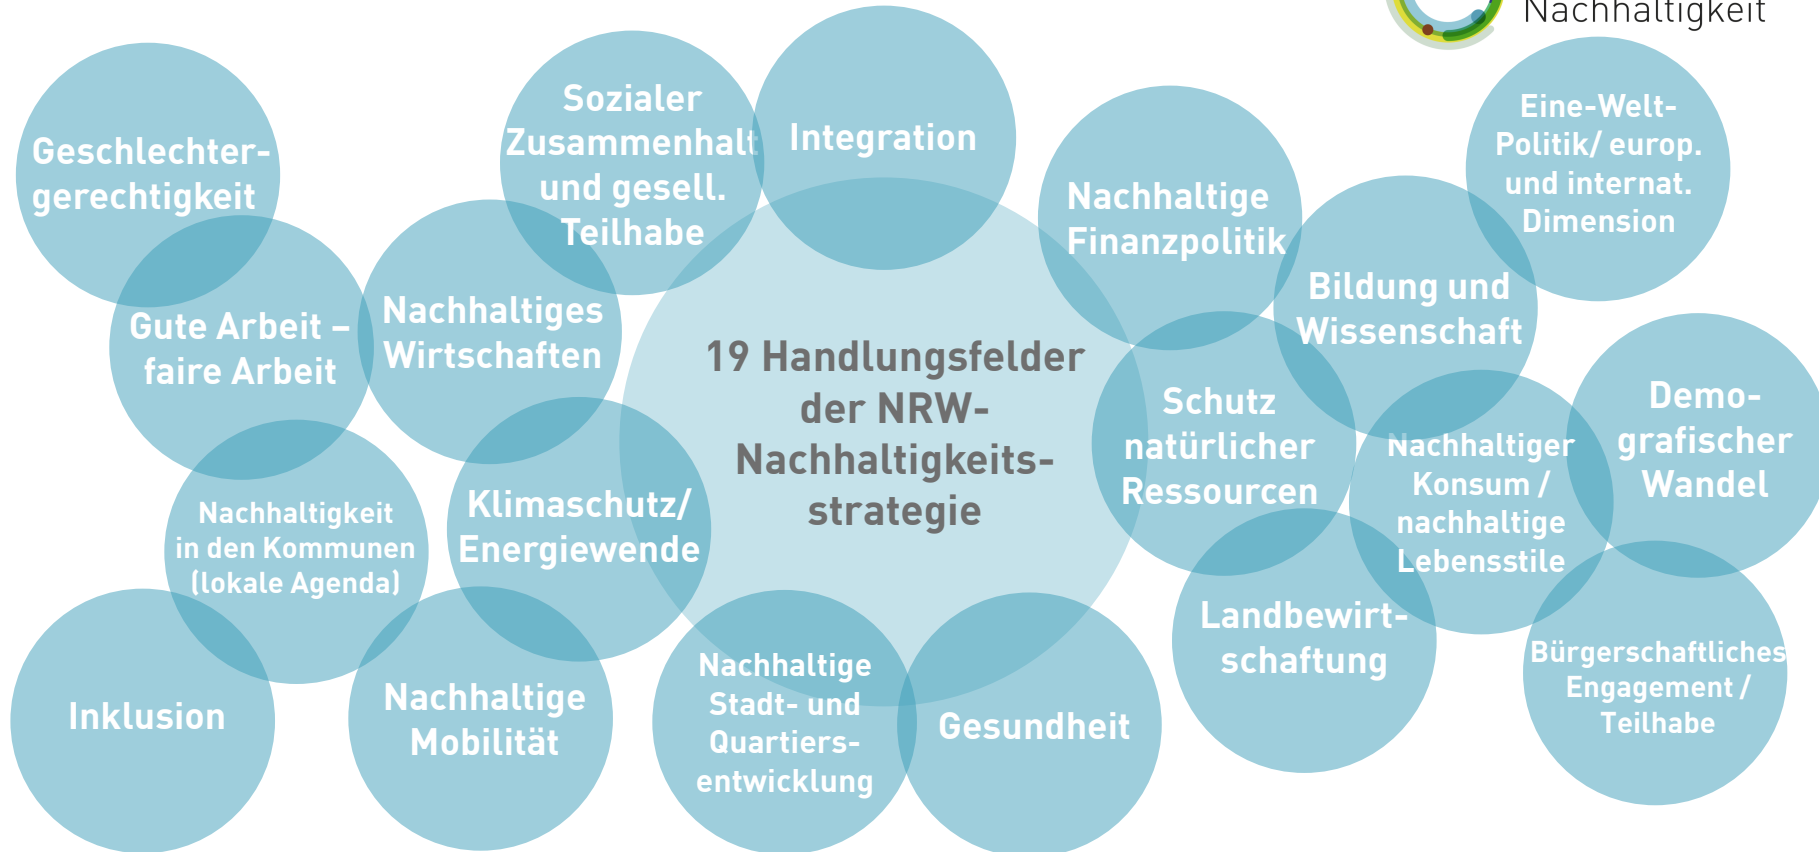 Nachhaltigkeit
Geschlechter-
gerechtigkeit
Sozialer
Zusammenhalt
und gesell.
Teilhabe
Integration
Nachhaltige
Finanzpolitik
Eine-Welt-
Politik/ europ.
und internat.
Dimension
Gute Arbeit –
faire Arbeit
Nachhaltiges
Wirtschaften
19 Handlungsfelder
der NRW-
Nachhaltigkeits-
strategie
Bildung und
Wissenschaft
Schutz
natürlicher
Ressourcen
Nachhaltiger
Konsum /
nachhaltige
Lebensstile
Demo-
grafischer
Wandel
Nachhaltigkeit
in den Kommunen
(lokale Agenda)
Klimaschutz/
Energiewende
Inklusion
Nachhaltige
Mobilität
Nachhaltige
Stadt- und
Quartiers-
entwicklung
Gesundheit
Landbewirt-
schaftung
Bürgerschaftliches
Engagement /
Teilhabe